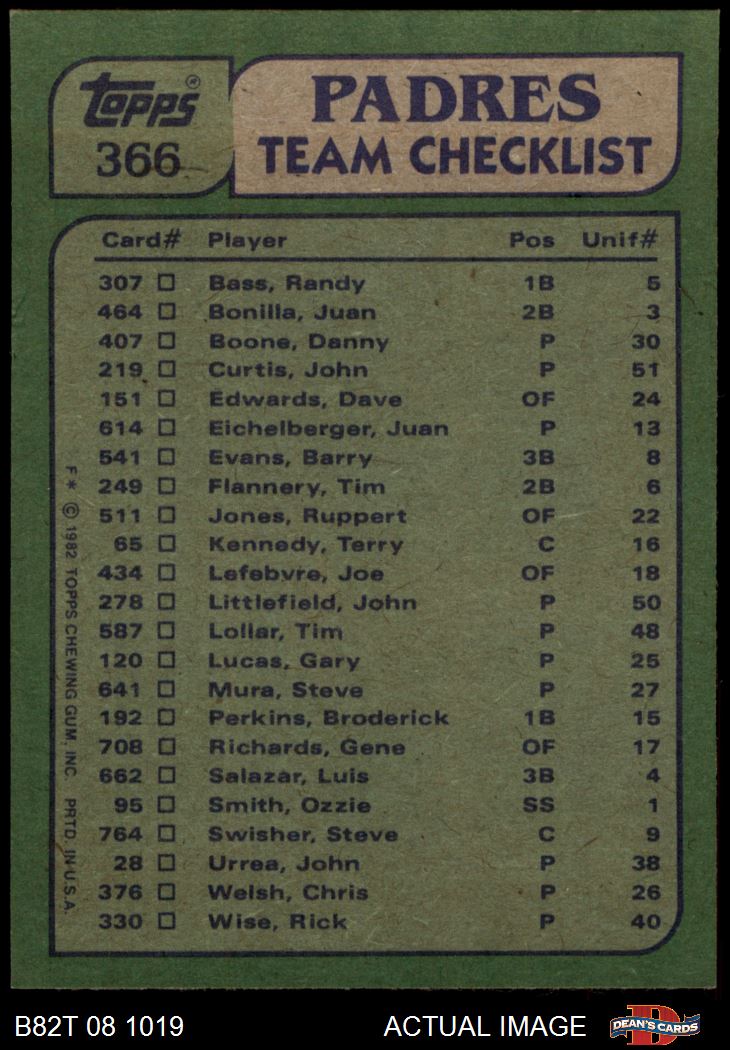 Topps®
366
PADRES
TEAM CHECKLIST
Card# Player Pos Unif#
307 Bass, Randy 1B 5
464 Bonilla, Juan 2B 3
407 Boone, Danny P 30
219 Curtis, John P 51
151 Edwards, Dave OF 24
614 Eichelberger, Juan P 13
541 Evans, Barry 3B 8
249 Flannery, Tim 2B 6
511 Jones, Ruppert OF 22
65 Kennedy, Terry C 16
434 Lefebvre, Joe OF 18
278 Littlefield, John P 50
587 Lollar, Tim P 48
120 Lucas, Gary P 25
641 Mura, Steve P 27
192 Perkins, Broderick 1B 15
708 Richards, Gene OF 17
662 Salazar, Luis 3B 4
95 Smith, Ozzie SS 1
764 Swisher, Steve C 9
28 Urrea, John P 38
376 Welsh, Chris P 26
330 Wise, Rick P 40
F* © 1982 TOPPS CHEWING GUM, INC. PRTD. IN U.S.A.
B82T 08 1019 ACTUAL IMAGE
D
DEAN'S CARDS